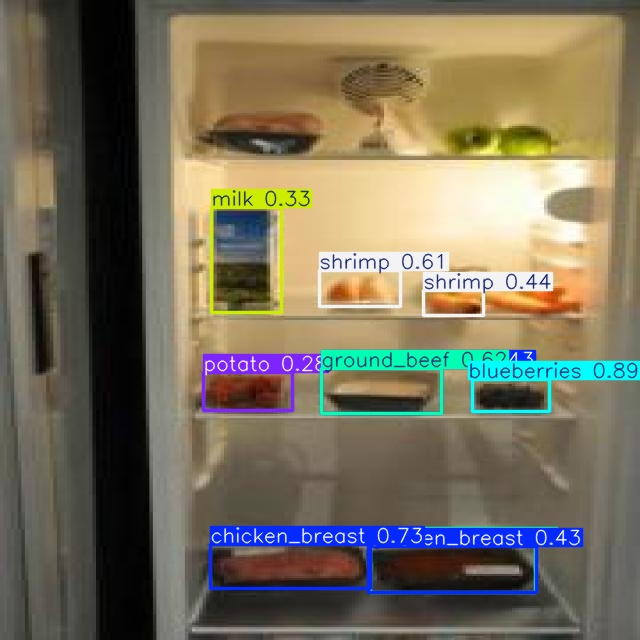 milk 0.33
shrimp 0.61
shrimp 0.44
potato 0.28
ground_beef 0.62
43
blueberries 0.89
chicken_breast 0.73
en_breast 0.43